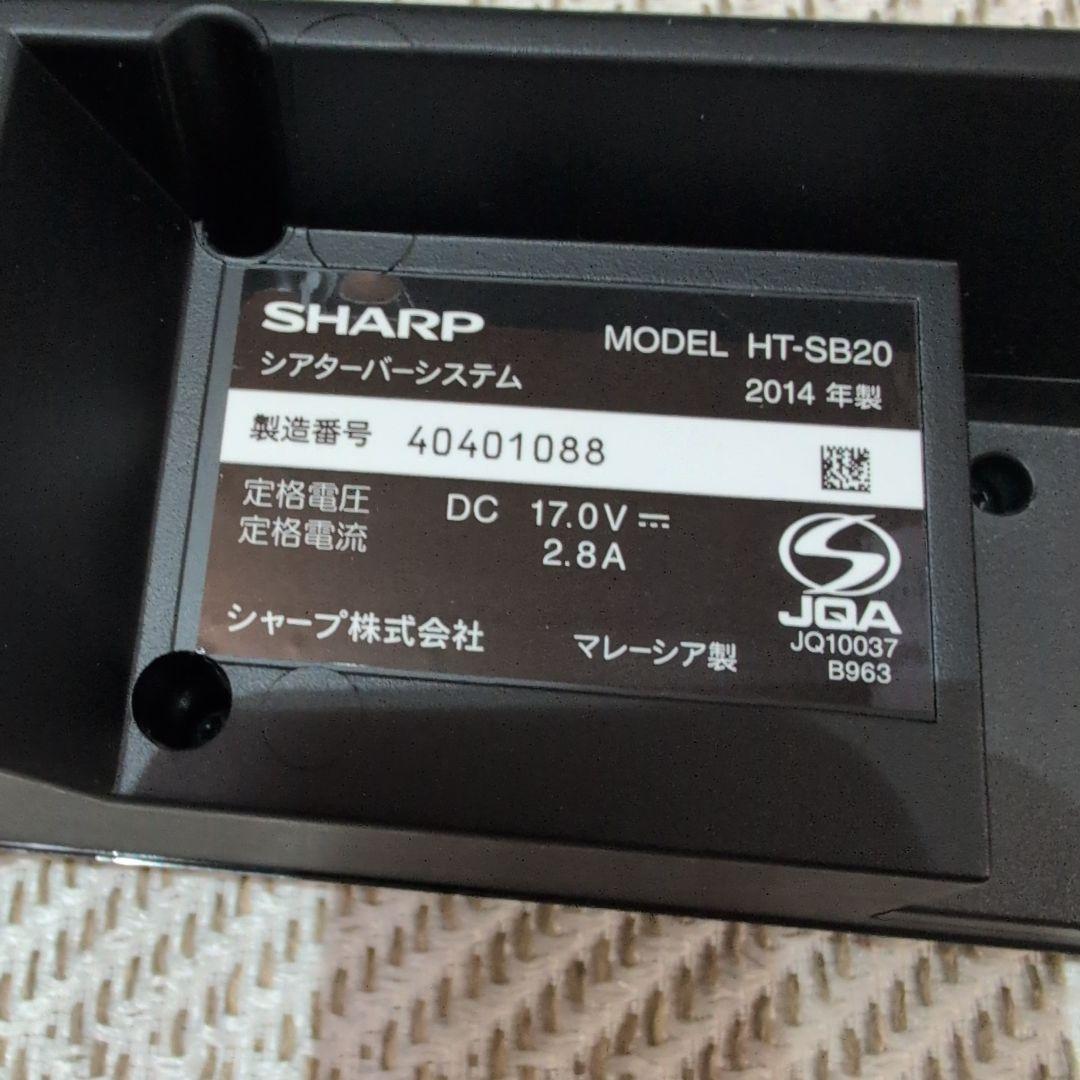 SHARP
MODEL HT-SB20
シアターバーシステム
2014 年製
製造番号 40401088
定格電圧 DC 17.0V
定格電流 2.8A
シャープ株式会社
マレーシア製
JQA
JQ10037
B963